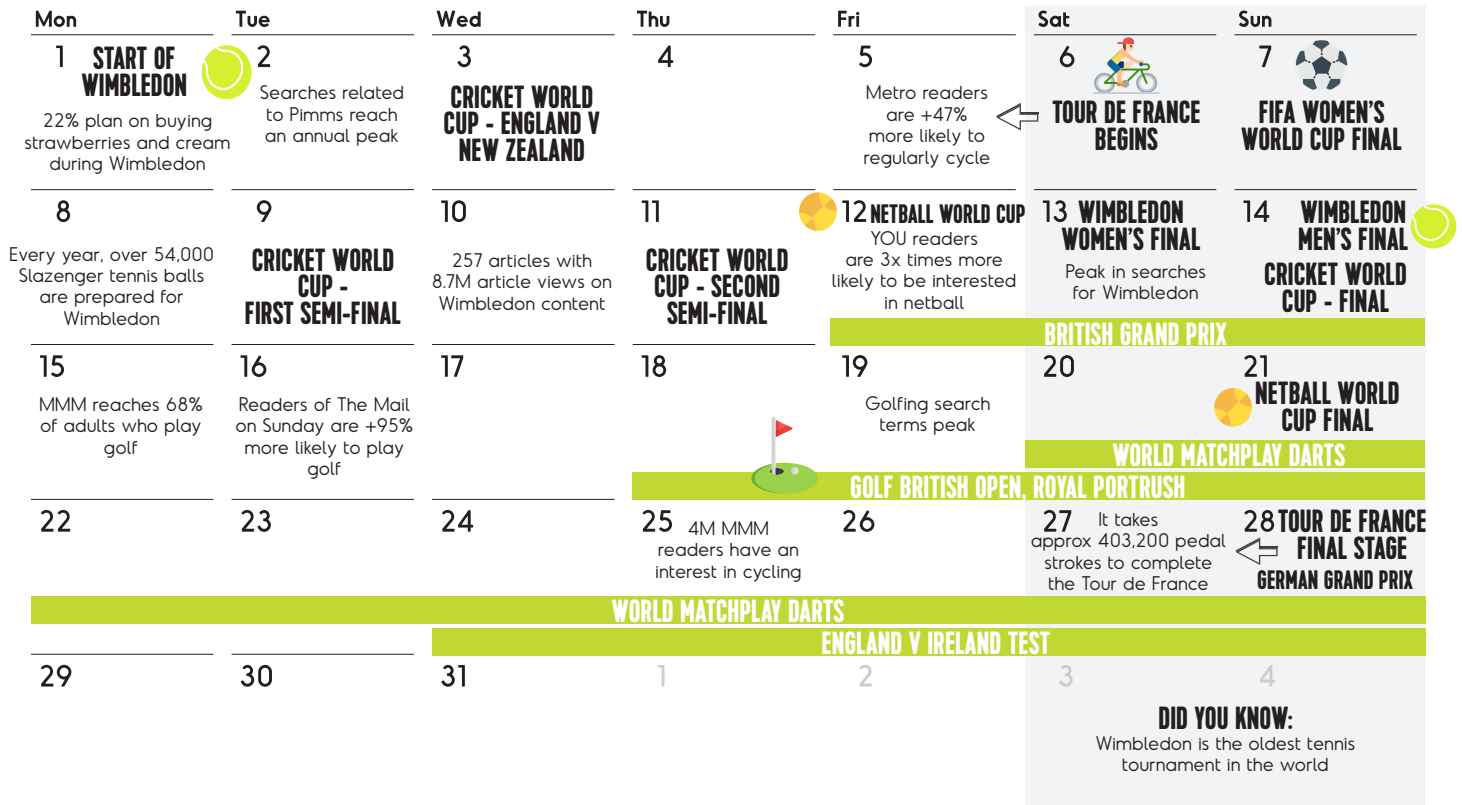 Mon
Tue
Wed
Thu
Fri
Sat
Sun
1
START OF
WIMBLEDON
22% plan on buying
strawberries and cream
during Wimbledon
2
Searches related
to Pimms reach
an annual peak
3
CRICKET WORLD
CUP - ENGLAND V
NEW ZEALAND
4
5
Metro readers
are +47%
more likely to
regularly cycle
6
TOUR DE FRANCE
BEGINS
7
FIFA WOMEN'S
WORLD CUP FINAL
8
Every year, over 54,000
Slazenger tennis balls
are prepared for
Wimbledon
9
CRICKET WORLD
CUP -
FIRST SEMI-FINAL
10
257 articles with
8.7M article views on
Wimbledon content
11
CRICKET WORLD
CUP - SECOND
SEMI-FINAL
12 NETBALL WORLD CUP
YOU readers
are 3x times more
likely to be interested
in netball
13 WIMBLEDON
WOMEN'S FINAL
Peak in searches
for Wimbledon
14 WIMBLEDON
MEN'S FINAL
CRICKET WORLD
CUP - FINAL
BRITISH GRAND PRIX
15
MMM reaches 68%
of adults who play
golf
16
Readers of The Mail
on Sunday are +95%
more likely to play
golf
17
18
19
Golfing search
terms peak
20
21
NETBALL WORLD
CUP FINAL
WORLD MATCHPLAY DARTS
GOLF BRITISH OPEN, ROYAL PORTRUSH
22
23
24
25
4M MMM
readers have an
interest in cycling
26
27
It takes
approx 403,200 pedal
strokes to complete
the Tour de France
28 TOUR DE FRANCE
FINAL STAGE
GERMAN GRAND PRIX
WORLD MATCHPLAY DARTS
ENGLAND V IRELAND TEST
29
30
31
1
2
3
4
DID YOU KNOW:
Wimbledon is the oldest tennis
tournament in the world